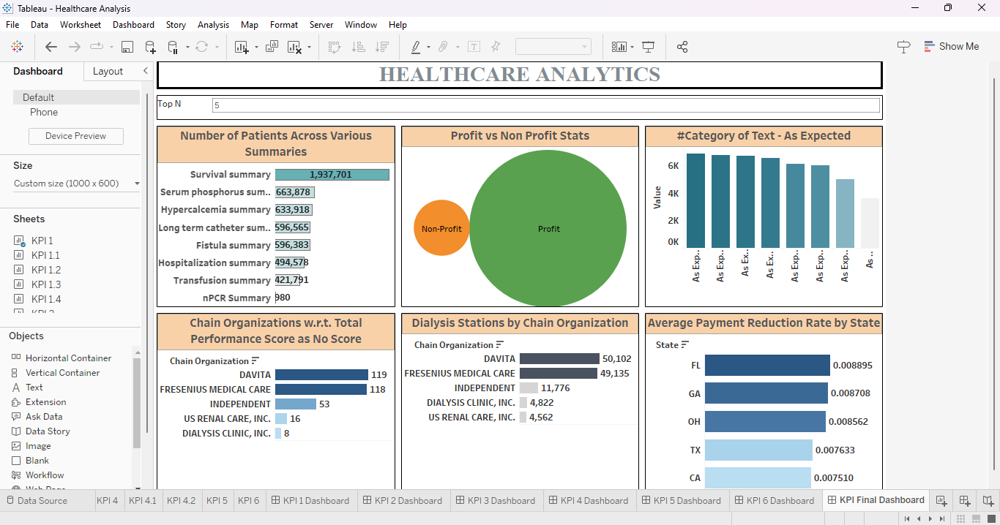 Tableau - Healthcare Analysis
File Data Worksheet Dashboard Story Analysis Map Format Server Window Help
Show Me
Dashboard Layout
Default
Phone
Device Preview
Size
Custom size (1000 x 600)
Sheets
KPI 1
KPI 1.1
KPI 1.2
KPI 1.3
KPI 1.4
Objects
Horizontal Container
Vertical Container
Text
Extension
Ask Data
Data Story
Image
Blank
Workflow
HEALTHCARE ANALYTICS
Top N
5
Number of Patients Across Various
Summaries
Survival summary 1,937,701
Serum phosphorus sum.. 663,878
Hypercalcemia summary 633,918
Long term catheter sum.. 596,565
Fistula summary 596,383
Hospitalization summary 494,578
Transfusion summary 421,791
nPCR Summary 980
Profit vs Non Profit Stats
Non-Profit
Profit
#Category of Text - As Expected
Value
6K
4K
2K
0K
As Exp..
As Exp..
As Ex..
As Ex..
As Exp..
As Exp..
As Exp..
As ..
Chain Organizations w.r.t. Total
Performance Score as No Score
Chain Organization
DAVITA 119
FRESENIUS MEDICAL CARE 118
INDEPENDENT 53
US RENAL CARE, INC. 16
DIALYSIS CLINIC, INC. 8
Dialysis Stations by Chain Organization
Chain Organization
DAVITA 50,102
FRESENIUS MEDICAL CARE 49,135
INDEPENDENT 11,776
DIALYSIS CLINIC, INC. 4,822
US RENAL CARE, INC. 4,562
Average Payment Reduction Rate by State
State
FL 0.008895
GA 0.008708
OH 0.008562
TX 0.007633
CA 0.007510
Data Source KPI 4 KPI 4.1 KPI 4.2 KPI 5 KPI 6 KPI 1 Dashboard KPI 2 Dashboard KPI 3 Dashboard KPI 4 Dashboard KPI 5 Dashboard KPI 6 Dashboard KPI Final Dashboard